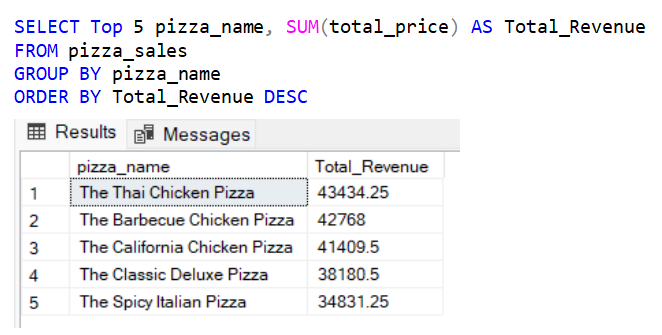 SELECT Top 5 pizza_name, SUM(total_price) AS Total_Revenue
FROM pizza_sales
GROUP BY pizza_name
ORDER BY Total_Revenue DESC
Results Messages
pizza_name Total_Revenue
1 The Thai Chicken Pizza 43434.25
2 The Barbecue Chicken Pizza 42768
3 The California Chicken Pizza 41409.5
4 The Classic Deluxe Pizza 38180.5
5 The Spicy Italian Pizza 34831.25